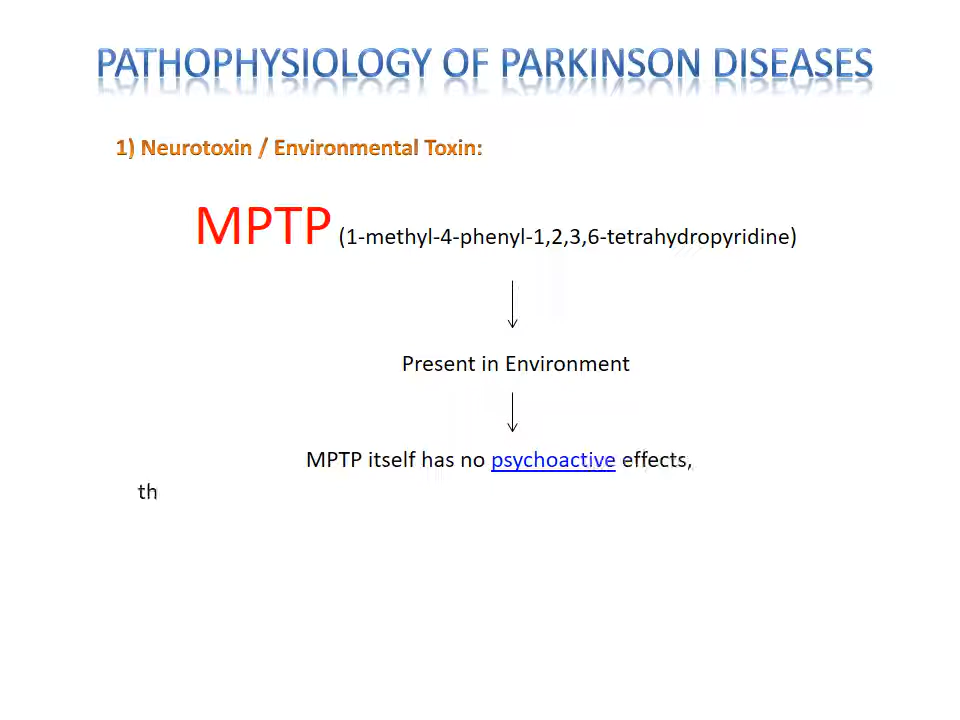 PATHOPHYSIOLOGY OF PARKINSON DISEASES
1) Neurotoxin / Environmental Toxin:
MPTP (1-methyl-4-phenyl-1,2,3,6-tetrahydropyridine)
Present in Environment
MPTP itself has no psychoactive effects,
th